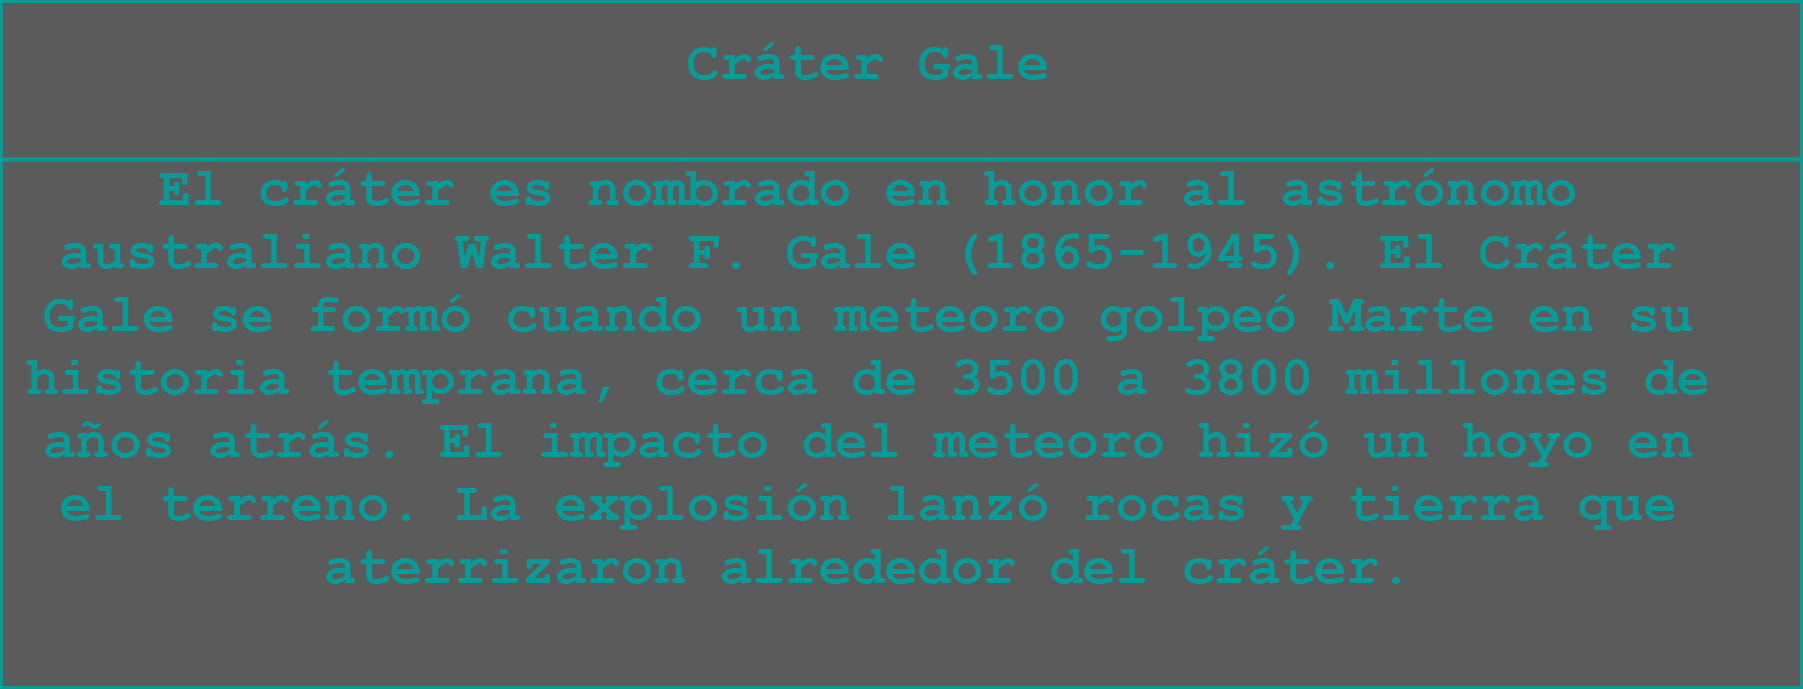 Cráter Gale
El cráter es nombrado en honor al astrónomo
australiano Walter F. Gale (1865-1945). El Cráter
Gale se formó cuando un meteoro golpeó Marte en su
historia temprana, cerca de 3500 a 3800 millones de
años atrás. El impacto del meteoro hizó un hoyo en
el terreno. La explosión lanzó rocas y tierra que
aterrizaron alrededor del cráter.